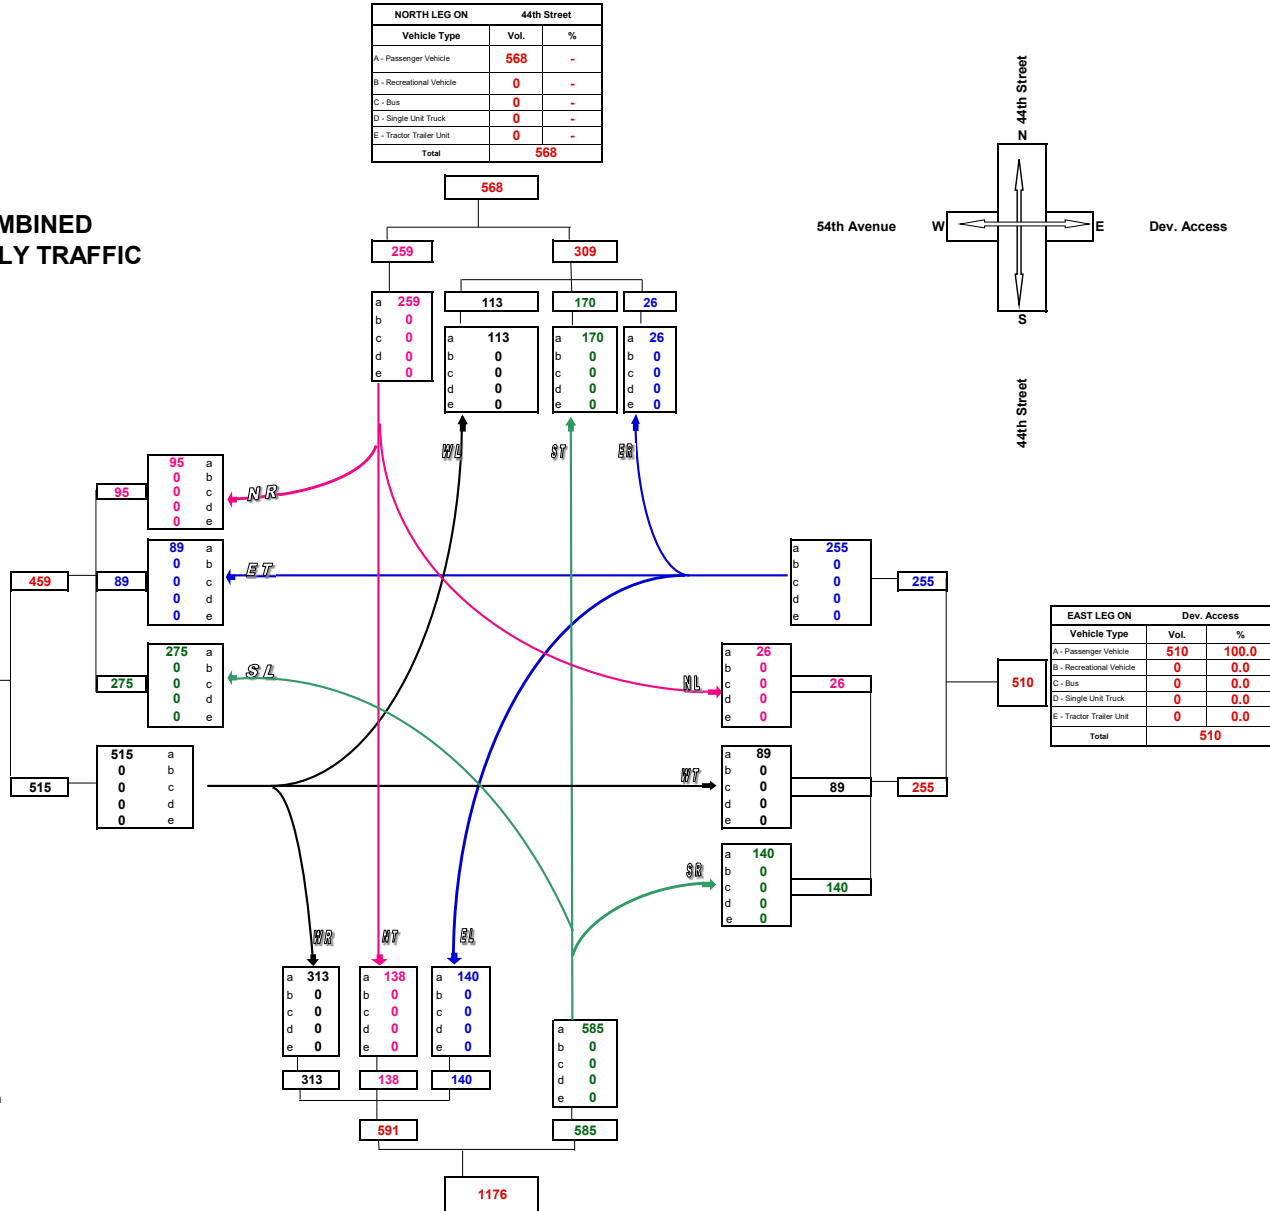 NORTH LEG ON 44th Street
Vehicle Type Vol. %
A - Passenger Vehicle 568 -
B - Recreational Vehicle 0 -
C - Bus 0 -
D - Single Unit Truck 0 -
E - Tractor Trailer Unit 0 -
Total 568
568
MBINED
LY TRAFFIC
44th Street
N
54th Avenue W E Dev. Access
S
44th Street
259 309
113 170 26
a 259
b 0
c 0
d 0
e 0
a 113
b 0
c 0
d 0
e 0
a 170
b 0
c 0
d 0
e 0
a 26
b 0
c 0
d 0
e 0
WL ST ER
95 a
0 b
0 c
0 d
0 e
95
NR
89 a
0 b
0 c
0 d
0 e
459 89
ET
275 a
0 b
0 c
0 d
0 e
275
SL
515 a
0 b
0 c
0 d
0 e
515
a 255
b 0
c 0
d 0
e 0
255
NL
a 26
b 0
c 0
d 0
e 0
26
WT
a 89
b 0
c 0
d 0
e 0
89 255
SR
a 140
b 0
c 0
d 0
e 0
140
510
EAST LEG ON Dev. Access
Vehicle Type Vol. %
A - Passenger Vehicle 510 100.0
B - Recreational Vehicle 0 0.0
C - Bus 0 0.0
D - Single Unit Truck 0 0.0
E - Tractor Trailer Unit 0 0.0
Total 510
WR NT EL
a 313
b 0
c 0
d 0
e 0
a 138
b 0
c 0
d 0
e 0
a 140
b 0
c 0
d 0
e 0
a 585
b 0
c 0
d 0
e 0
313 138 140
591 585
1176